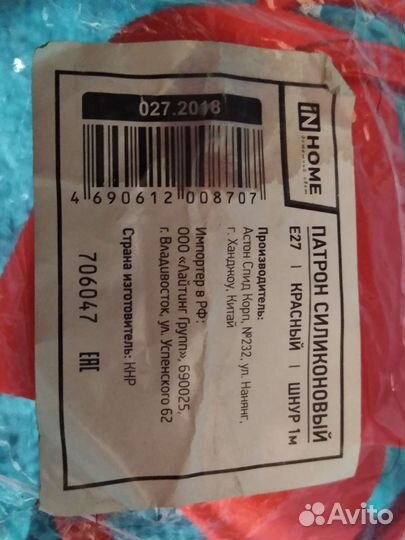 IN HOME
домашний свет
ПАТРОН СИЛИКОНОВЫЙ
E27 | КРАСНЫЙ | ШНУР 1м
Производитель:
Астон Спид Корп, №232, ул. Нанянг,
г. Ханджоу, Китай
Импортер в РФ:
ООО «Лайтинг Групп», 690025,
г. Владивосток, ул. Успенского 62
Страна изготовитель: КНР
027.2018
4 690612 008707
706047 EAC
Avito